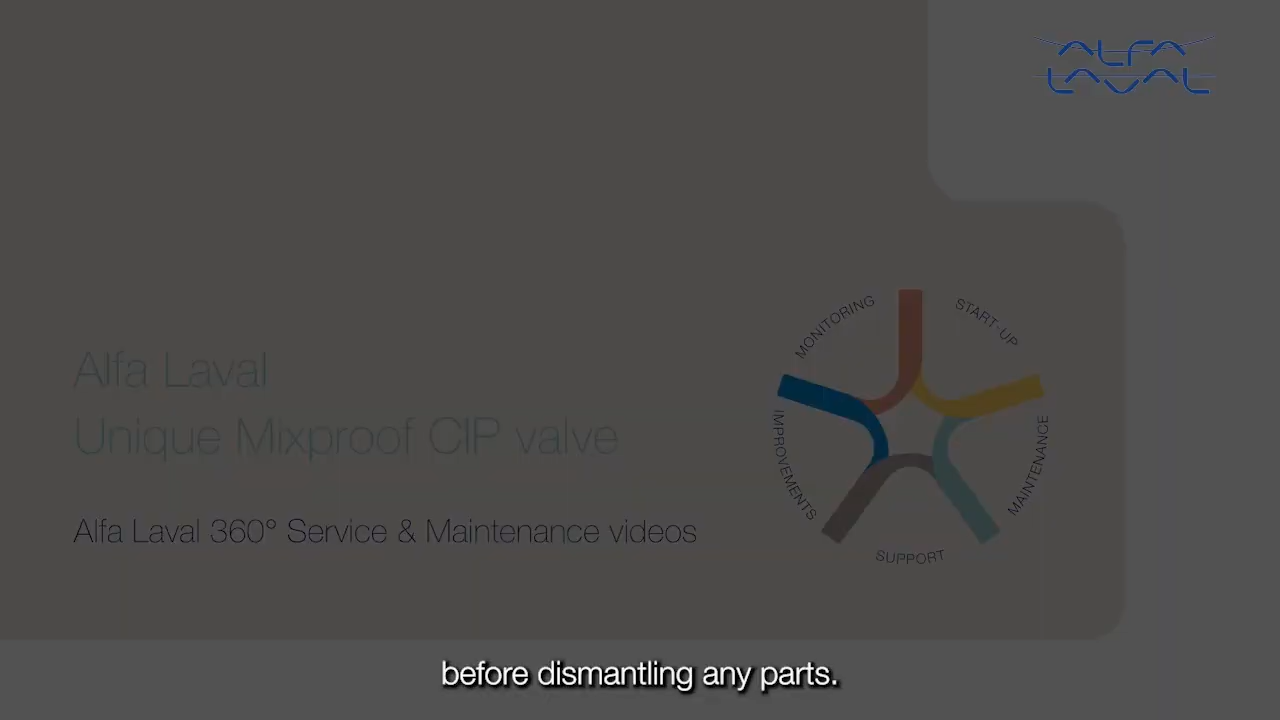 ALFA
LAVAL
Alfa Laval
Unique Mixproof CIP valve
Alfa Laval 360° Service & Maintenance videos
MONITORING
START-UP
IMPROVEMENTS
MAINTENANCE
SUPPORT
before dismantling any parts.